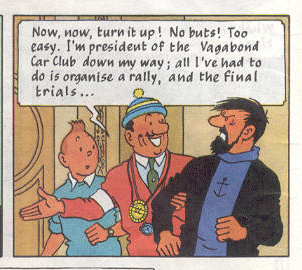 Now, now, turn it up! No buts! Too
easy. I'm president of the Vagabond
Car Club down my way; all I've had
to do is organise a rally, and the final
trials...